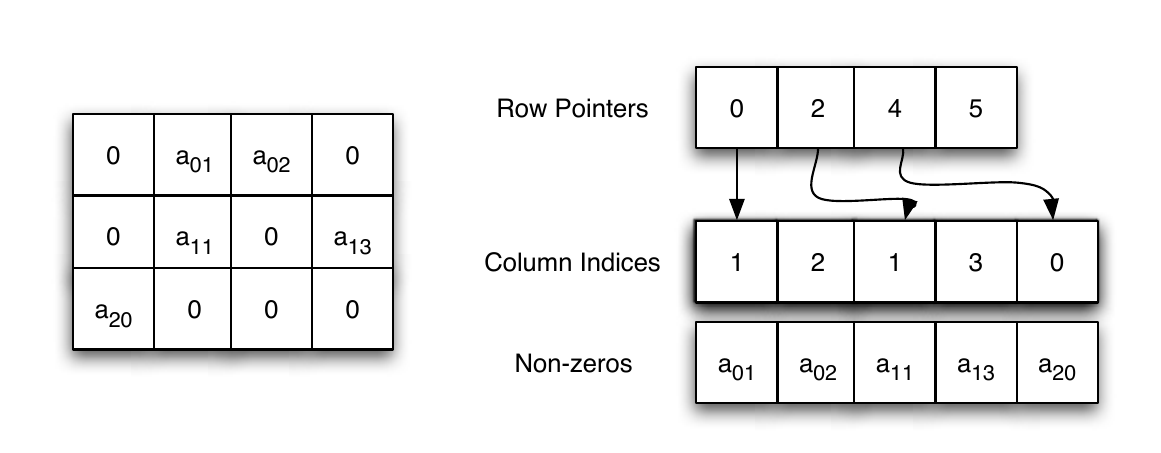 0 a01 a02 0
0 a11 0 a13
a20 0 0 0
Row Pointers 0 2 4 5
Column Indices 1 2 1 3 0
Non-zeros a01 a02 a11 a13 a20